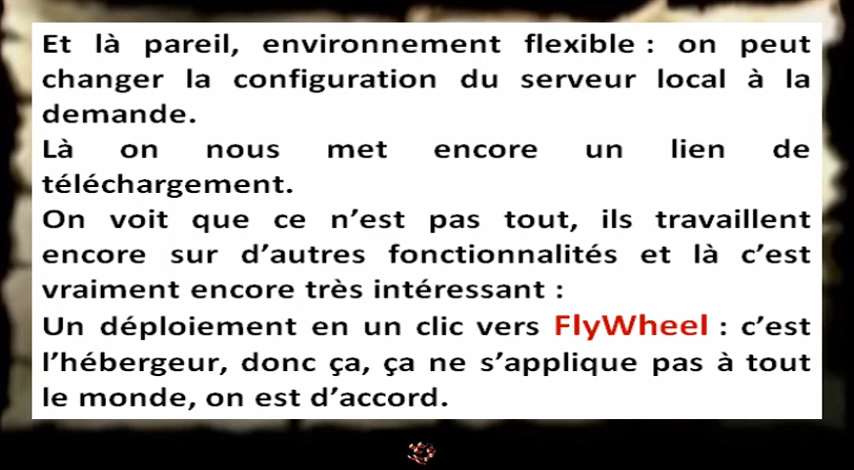 Et là pareil, environnement flexible : on peut
changer la configuration du serveur local à la
demande.
Là on nous met encore un lien de
téléchargement.
On voit que ce n’est pas tout, ils travaillent
encore sur d’autres fonctionnalités et là c’est
vraiment encore très intéressant :
Un déploiement en un clic vers FlyWheel : c’est
l’hébergeur, donc ça, ça ne s’applique pas à tout
le monde, on est d’accord.